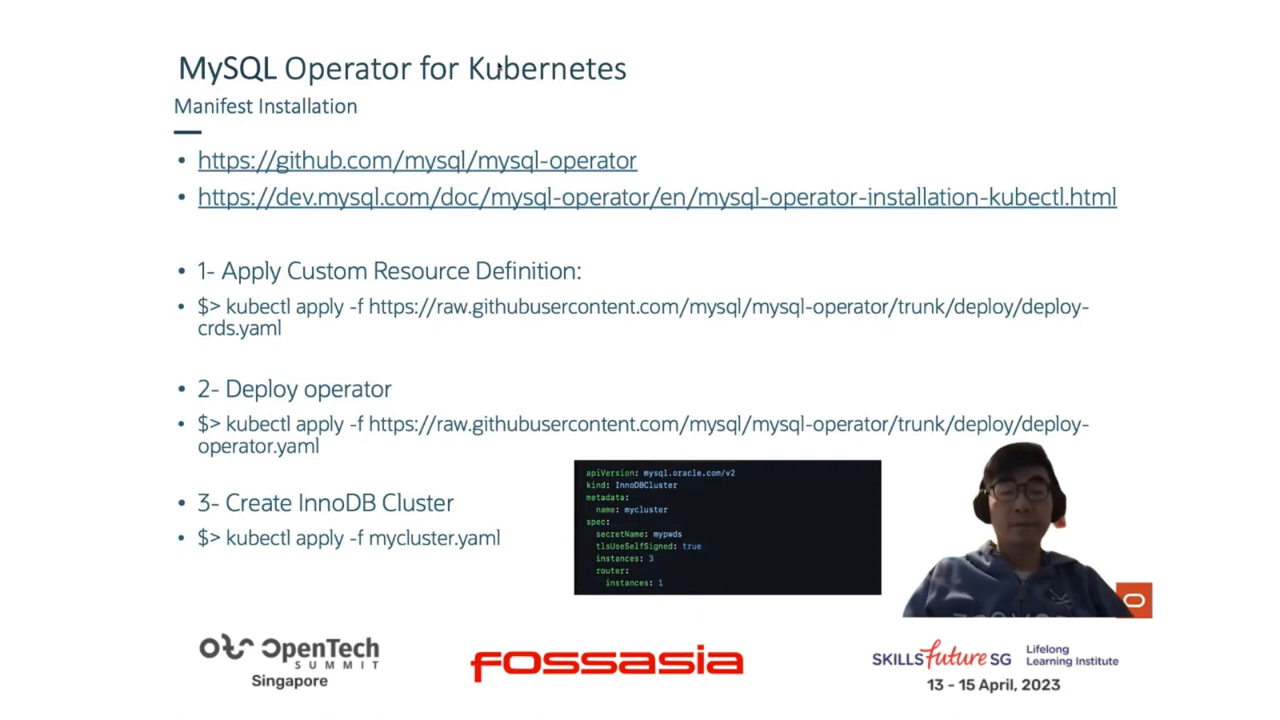 MySQL Operator for Kubernetes
Manifest Installation
• https://github.com/mysql/mysql-operator
• https://dev.mysql.com/doc/mysql-operator/en/mysql-operator-installation-kubectl.html
• 1- Apply Custom Resource Definition:
• $> kubectl apply -f https://raw.githubusercontent.com/mysql/mysql-operator/trunk/deploy/deploy-
crds.yaml
• 2- Deploy operator
• $> kubectl apply -f https://raw.githubusercontent.com/mysql/mysql-operator/trunk/deploy/deploy-
operator.yaml
• 3- Create InnoDB Cluster
• $> kubectl apply -f mycluster.yaml
apiVersion: mysql.oracle.com/v2
kind: InnoDBCluster
metadata:
  name: mycluster
spec:
  secretName: mypwds
  tlsUseSelfSigned: true
  instances: 3
  router:
    instances: 1
OpenTech
SUMMIT
Singapore
fossasia
SKILLS future SG
Lifelong
Learning Institute
13 - 15 April, 2023